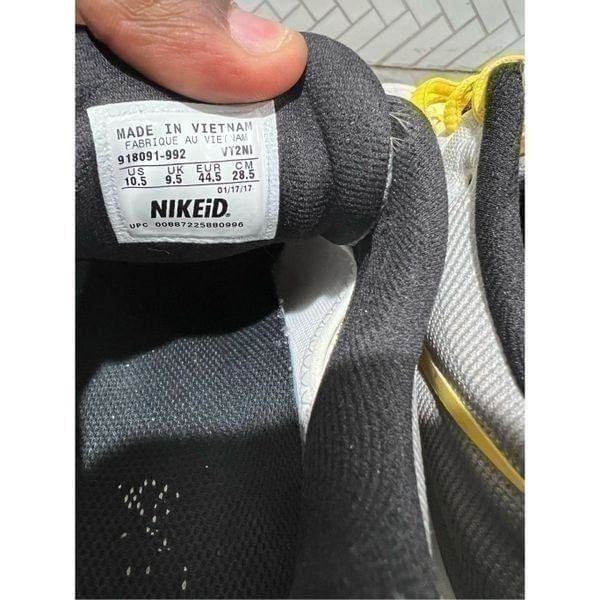 MADE IN VIETNAM
FABRIQUE AU VIETNAM
918091-992 VT2NI
US UK EUR CM
10.5 9.5 44.5 28.5
01/17/17
NIKEiD.
UPC 00887225880996